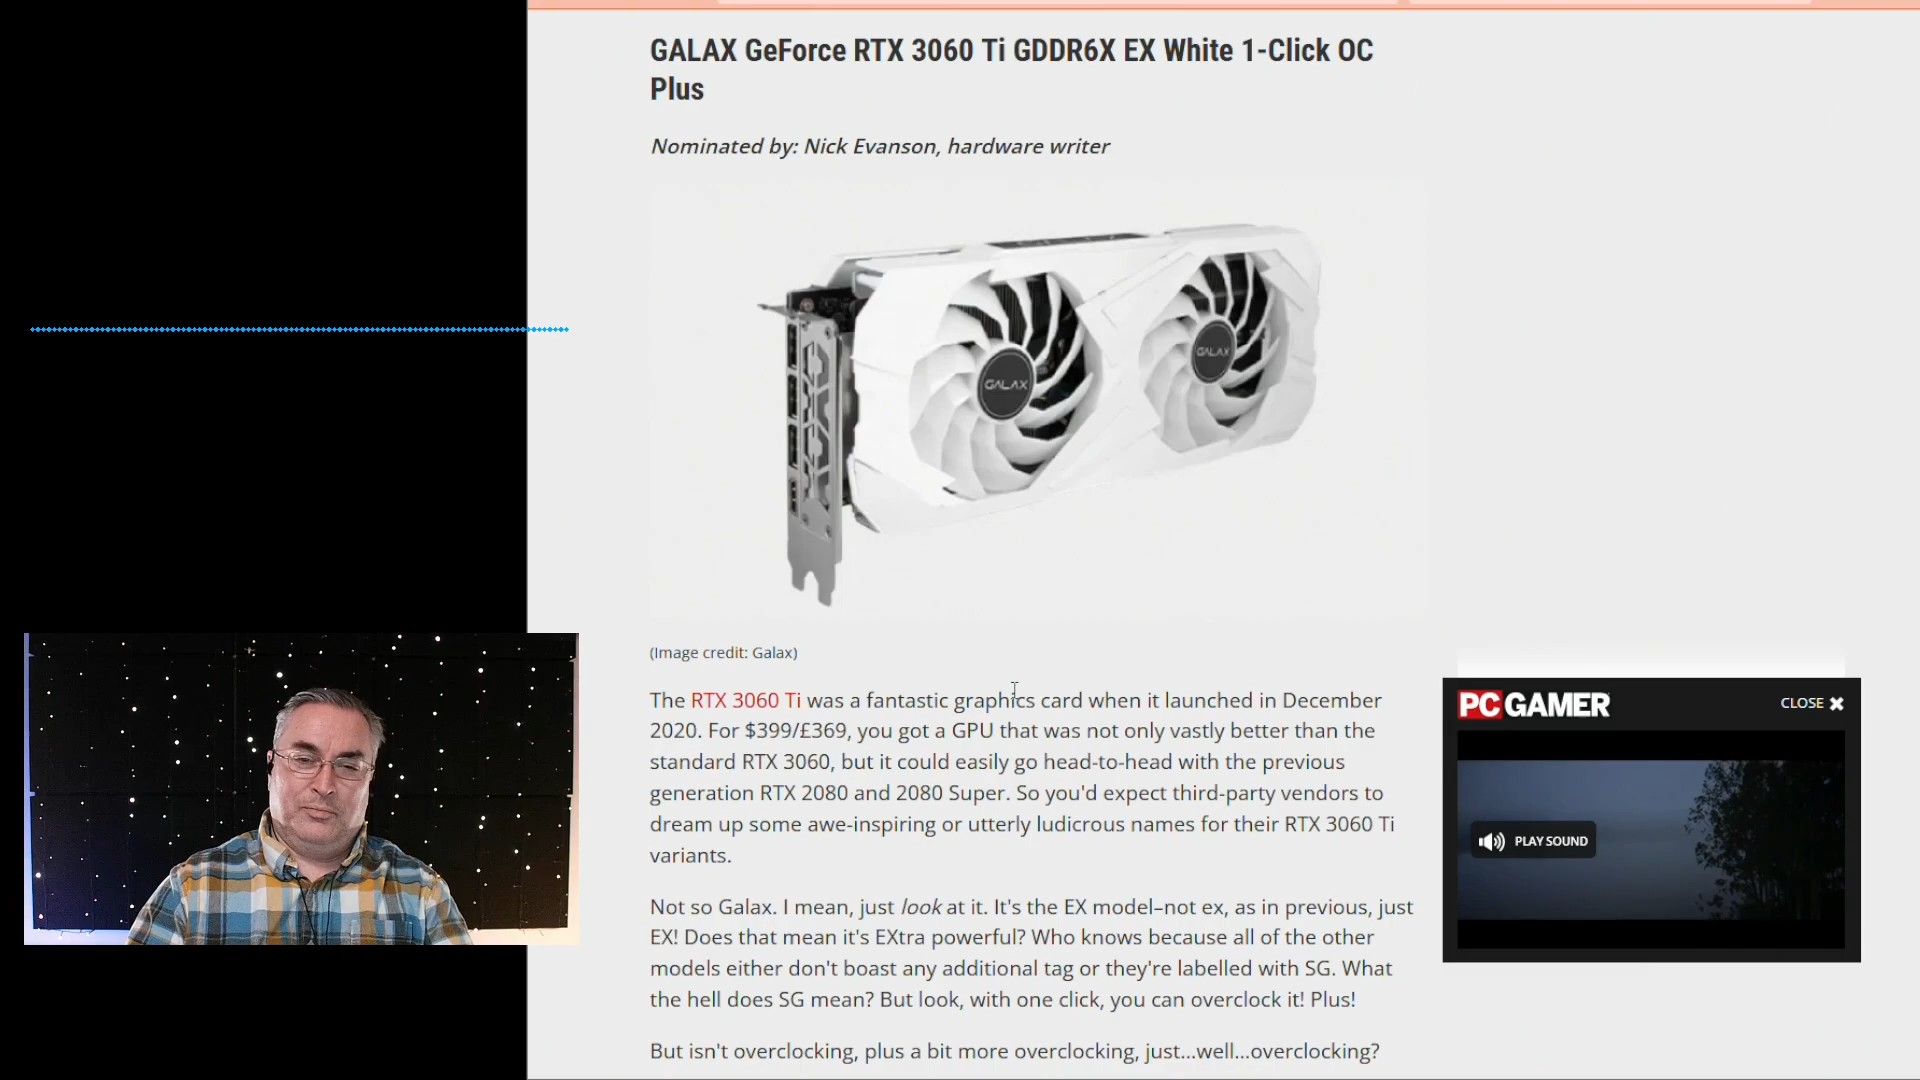 GALAX GeForce RTX 3060 Ti GDDR6X EX White 1-Click OC
Plus
Nominated by: Nick Evanson, hardware writer
GALAX
GALAX
(Image credit: Galax)
The RTX 3060 Ti was a fantastic graphics card when it launched in December
2020. For $399/£369, you got a GPU that was not only vastly better than the
standard RTX 3060, but it could easily go head-to-head with the previous
generation RTX 2080 and 2080 Super. So you'd expect third-party vendors to
dream up some awe-inspiring or utterly ludicrous names for their RTX 3060 Ti
variants.
Not so Galax. I mean, just look at it. It's the EX model–not ex, as in previous, just
EX! Does that mean it's EXtra powerful? Who knows because all of the other
models either don't boast any additional tag or they're labelled with SG. What
the hell does SG mean? But look, with one click, you can overclock it! Plus!
But isn't overclocking, plus a bit more overclocking, just...well...overclocking?
PC GAMER
CLOSE ✖
PLAY SOUND